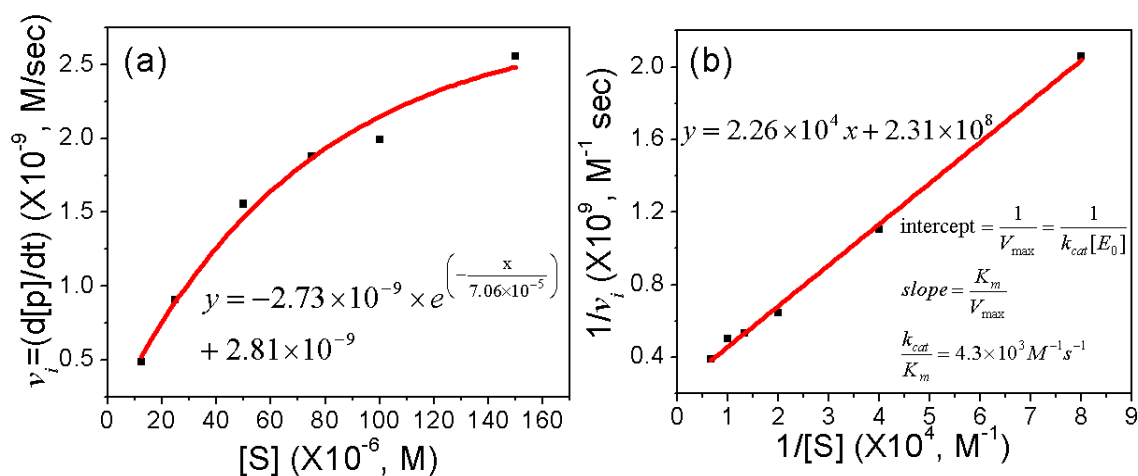 (a)
v_i=(d[p]/dt) (X10^-9, M/sec)
2.5
2.0
1.5
1.0
0.5
y = −2.73×10^−9 × e^(−x/(7.06×10^−5))
+ 2.81×10^−9
0 20 40 60 80 100 120 140 160
[S] (X10^-6, M)
(b)
1/v_i (X10^9, M^-1 sec)
2.0
1.6
1.2
0.8
0.4
y = 2.26×10^4 x + 2.31×10^8
intercept = 1/V_max = 1/(k_cat[E_0])
slope = K_m/V_max
k_cat/K_m = 4.3×10^3 M^−1 s^−1
0 1 2 3 4 5 6 7 8 9
1/[S] (X10^4, M^-1)